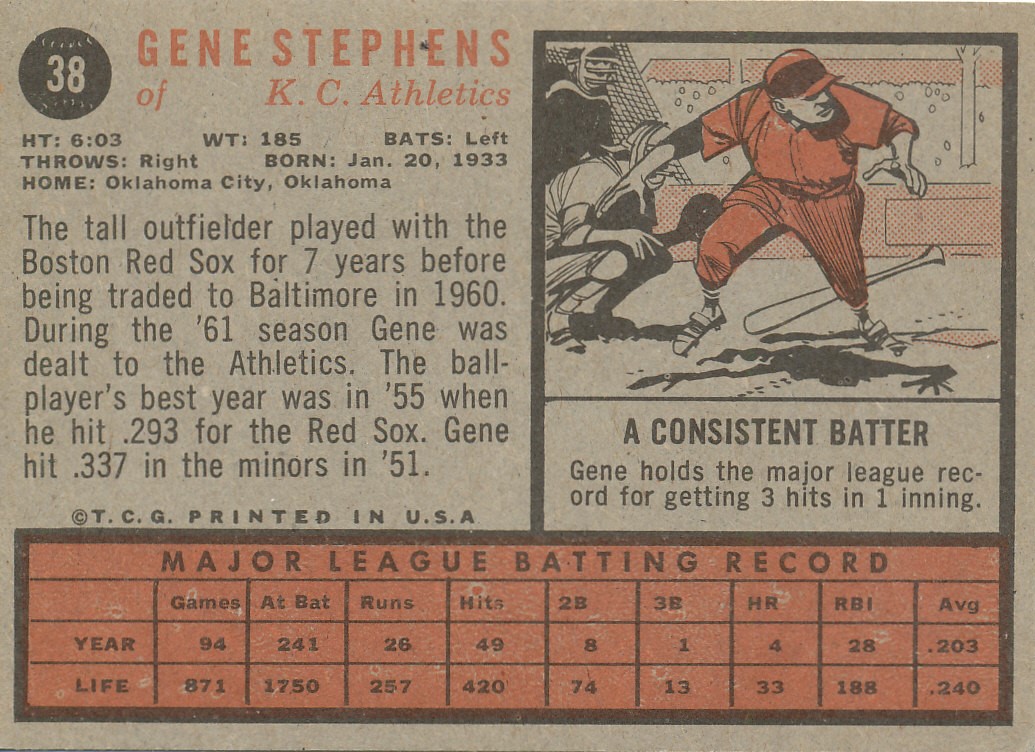 38
GENE STEPHENS
of K. C. Athletics
HT: 6:03 WT: 185 BATS: Left
THROWS: Right BORN: Jan. 20, 1933
HOME: Oklahoma City, Oklahoma
The tall outfielder played with the
Boston Red Sox for 7 years before
being traded to Baltimore in 1960.
During the '61 season Gene was
dealt to the Athletics. The ball-
player's best year was in '55 when
he hit .293 for the Red Sox. Gene
hit .337 in the minors in '51.
©T.C.G. PRINTED IN U.S.A
A CONSISTENT BATTER
Gene holds the major league rec-
ord for getting 3 hits in 1 inning.
MAJOR LEAGUE BATTING RECORD
Games At Bat Runs Hits 2B 3B HR RBI Avg
YEAR 94 241 26 49 8 1 4 28 .203
LIFE 871 1750 257 420 74 13 33 188 .240